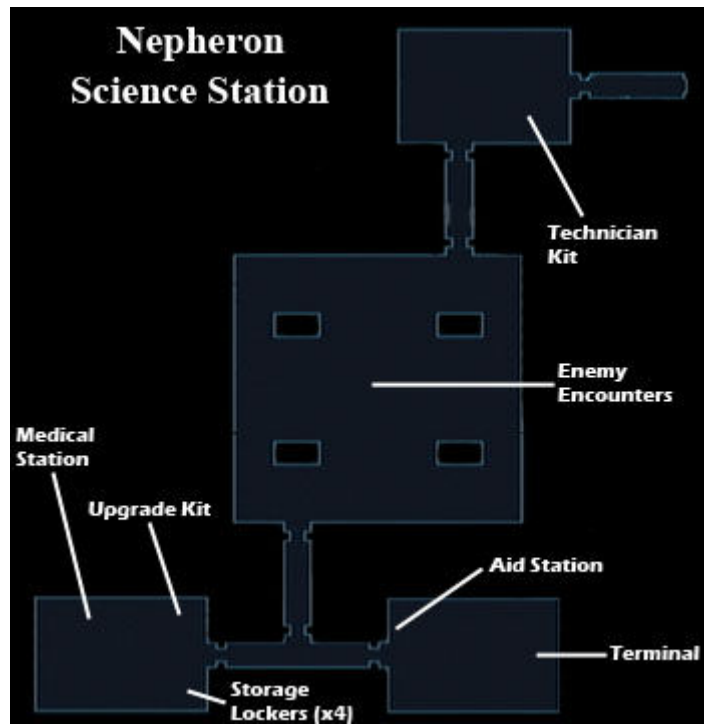 Nepheron
Science Station
Technician
Kit
Enemy
Encounters
Medical
Station
Upgrade Kit
Aid Station
Terminal
Storage
Lockers (x4)